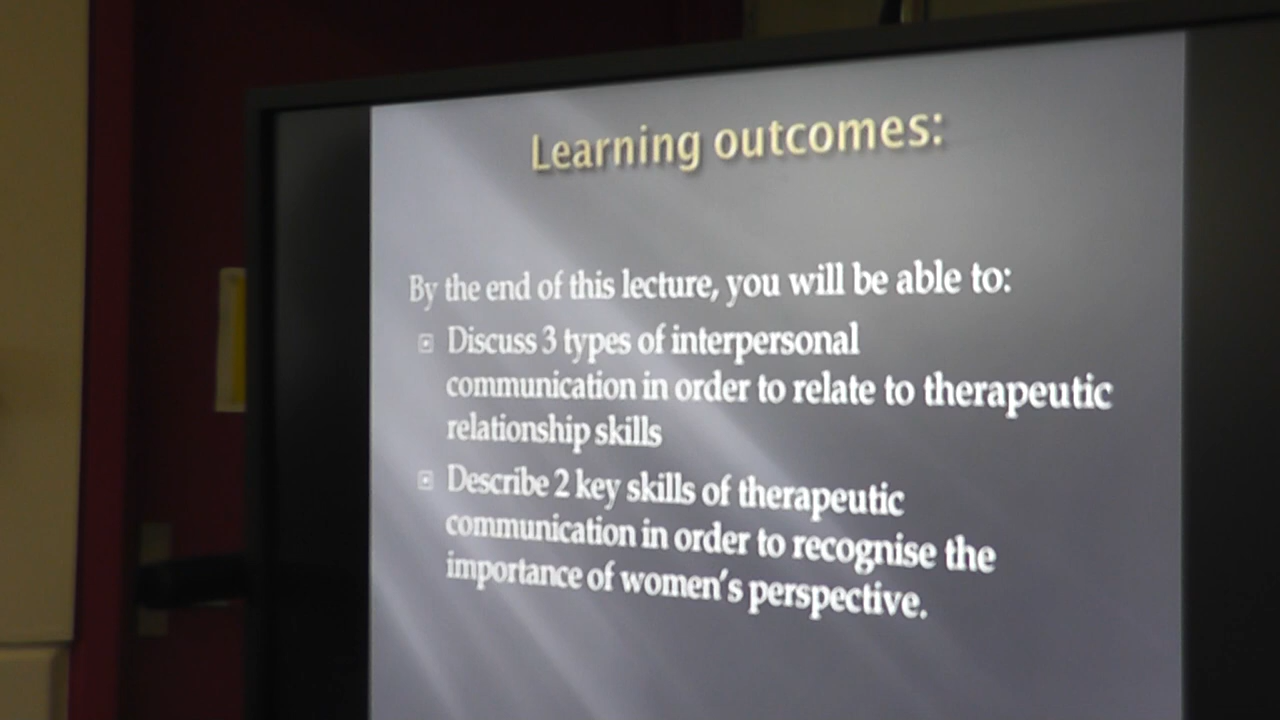 Learning outcomes:
By the end of this lecture, you will be able to:
Discuss 3 types of interpersonal
communication in order to relate to therapeutic
relationship skills
Describe 2 key skills of therapeutic
communication in order to recognise the
importance of women's perspective.